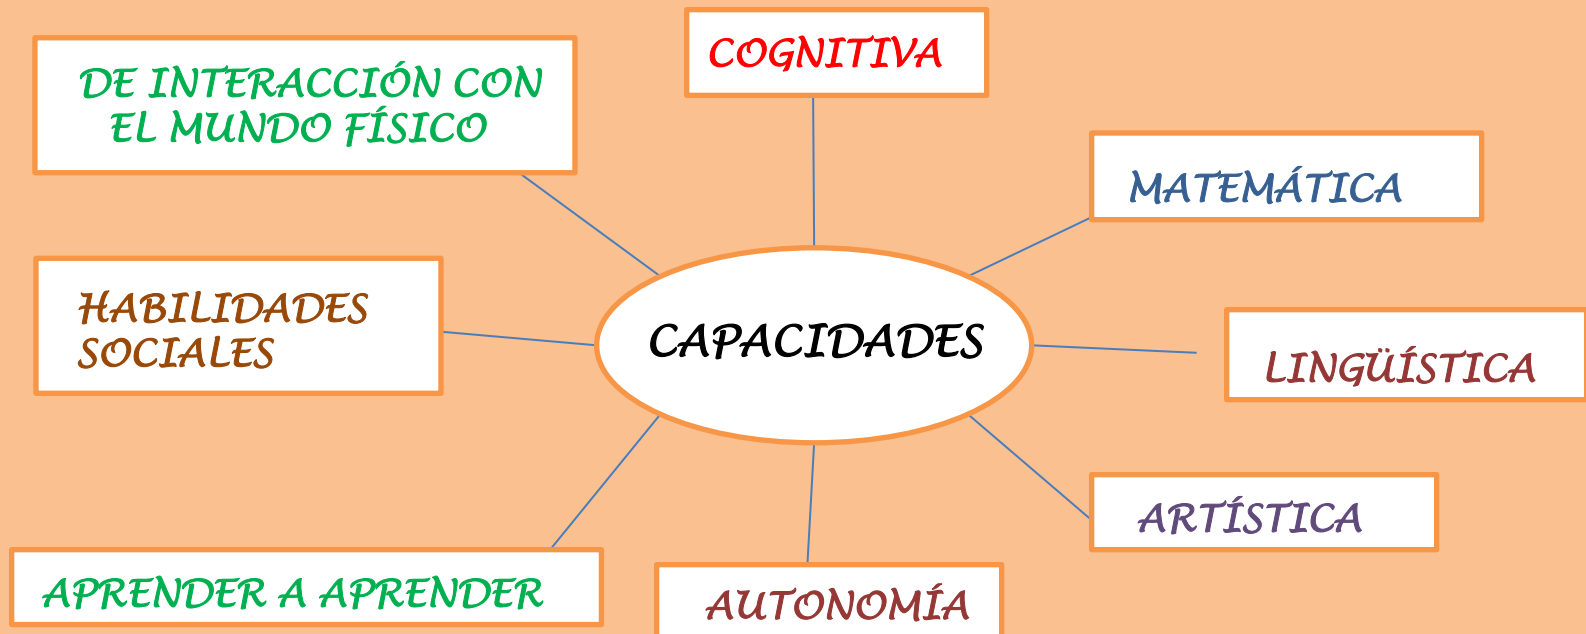 COGNITIVA
DE INTERACCIÓN CON
EL MUNDO FÍSICO
MATEMÁTICA
HABILIDADES
SOCIALES
CAPACIDADES
LINGÜÍSTICA
ARTÍSTICA
APRENDER A APRENDER
AUTONOMÍA